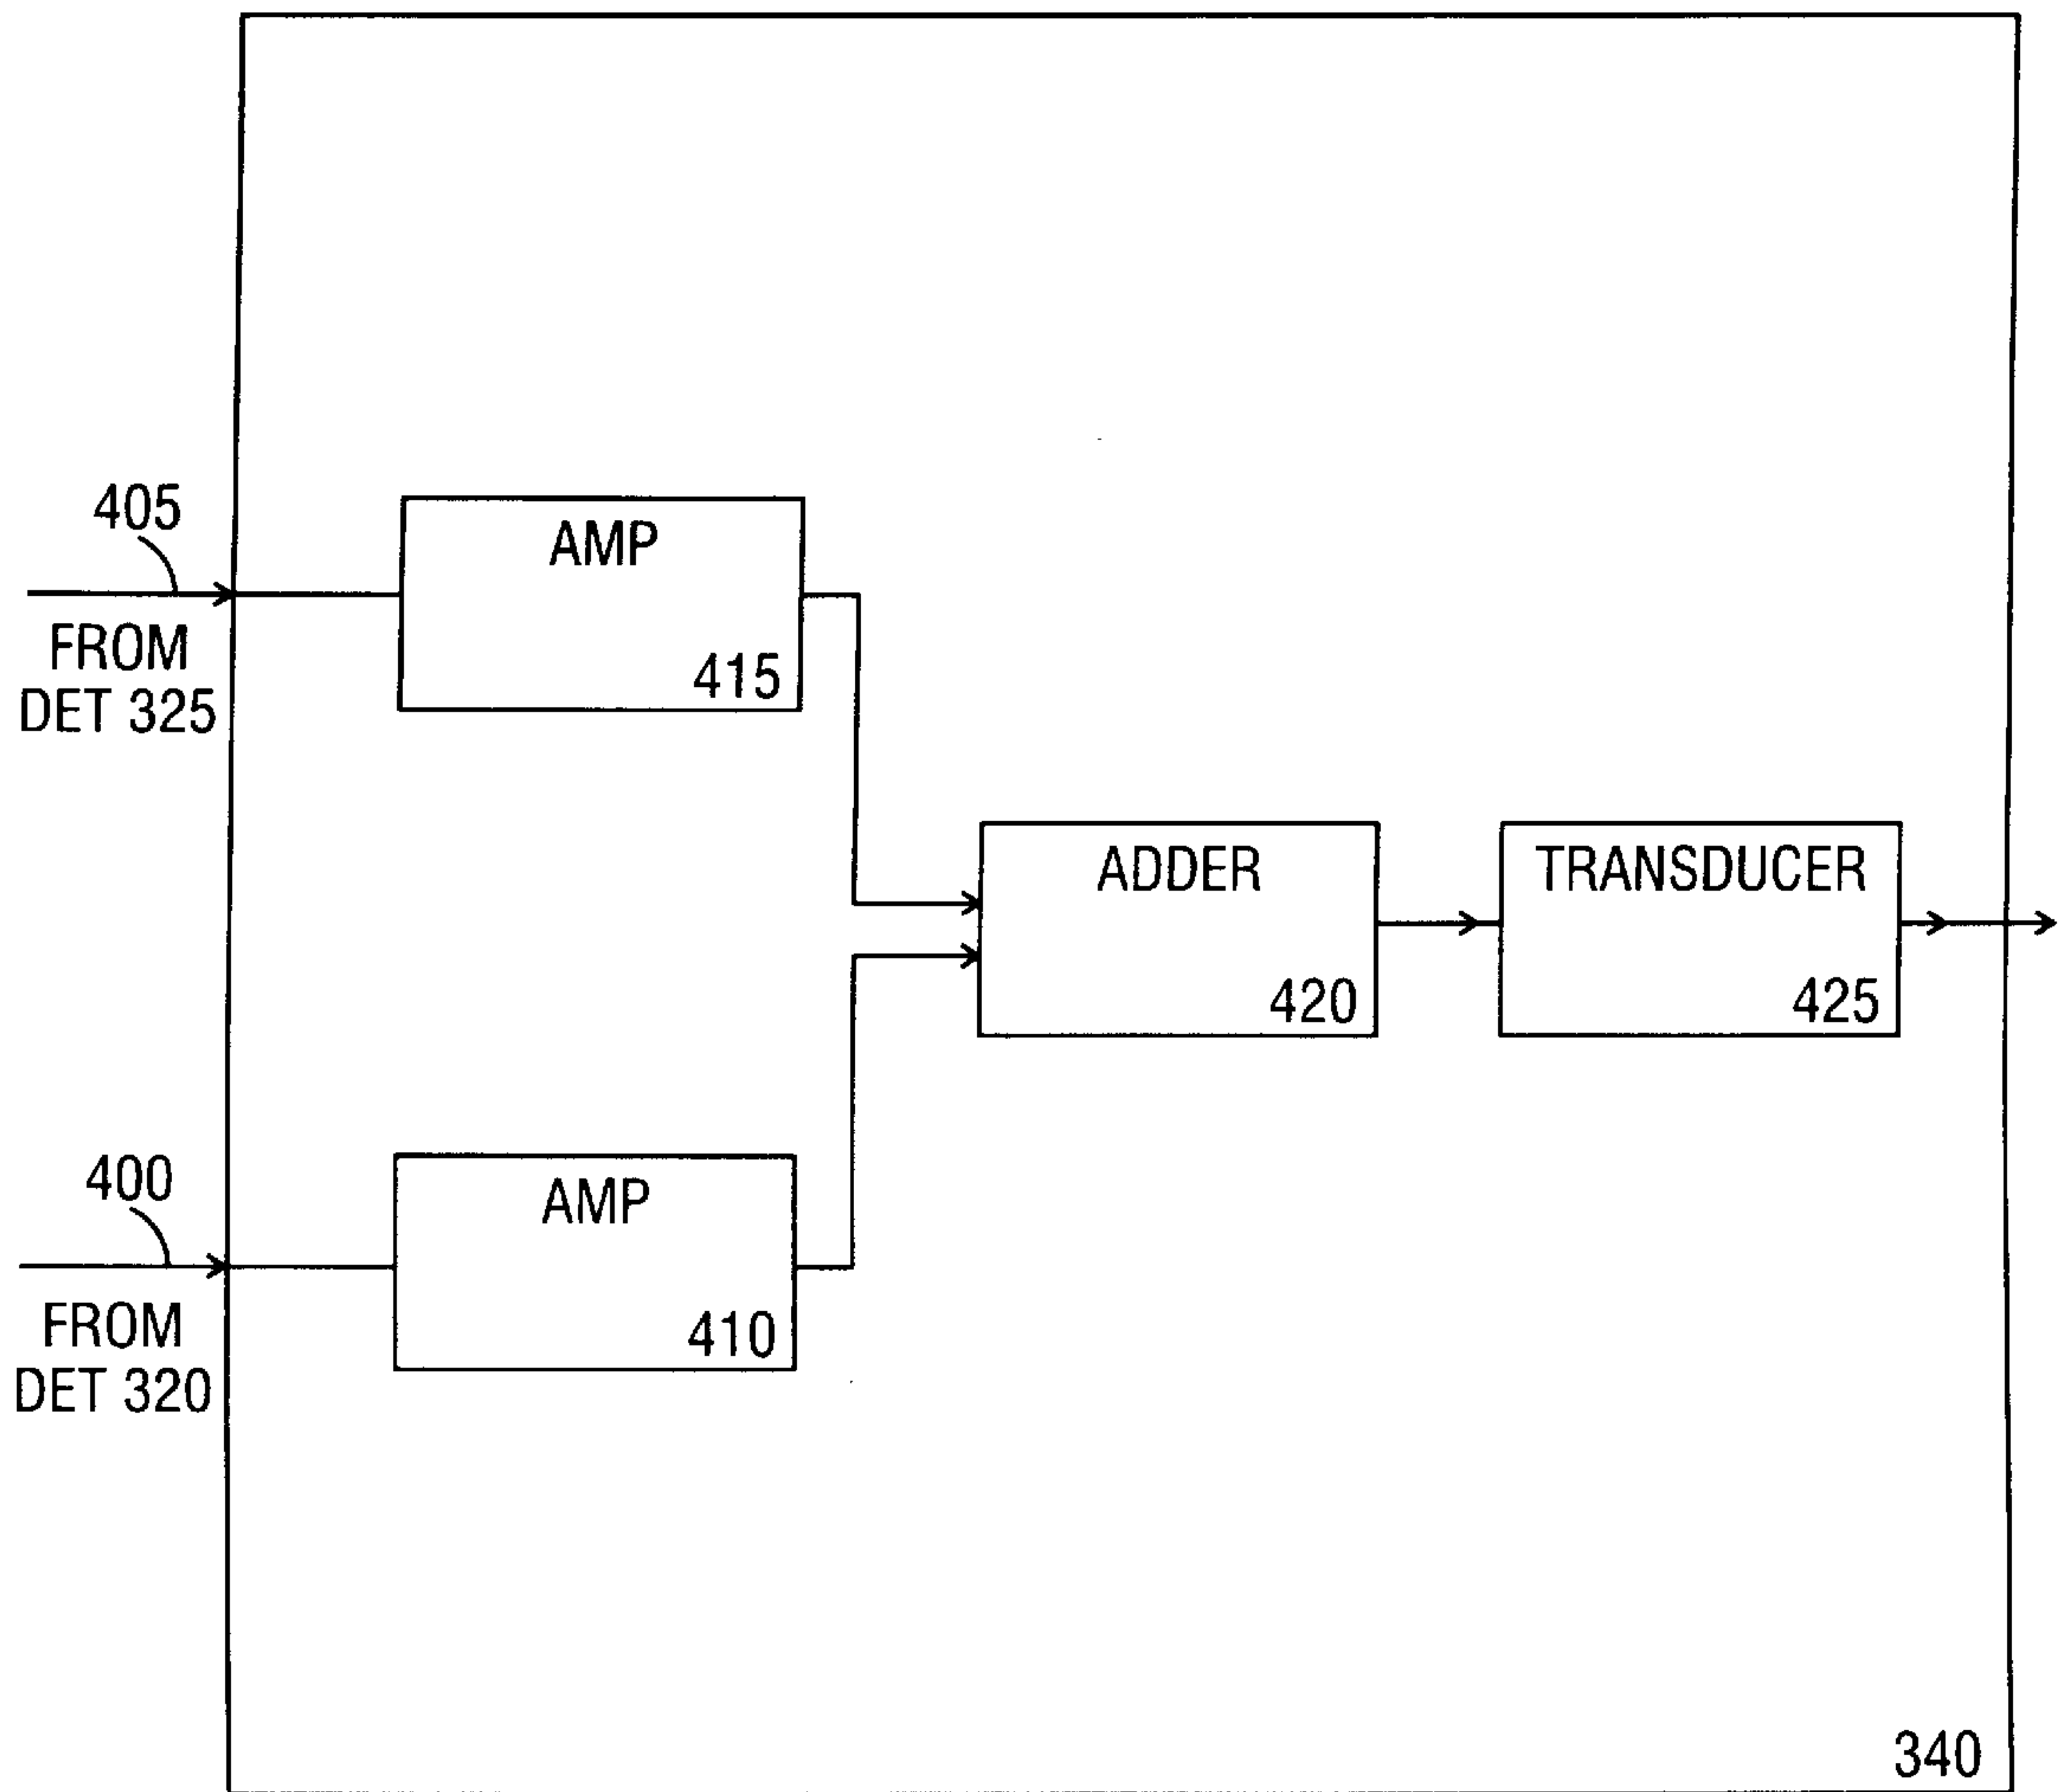 405
AMP
FROM
DET 325
415
ADDER
TRANSDUCER
420
425
400
AMP
FROM
DET 320
410
340